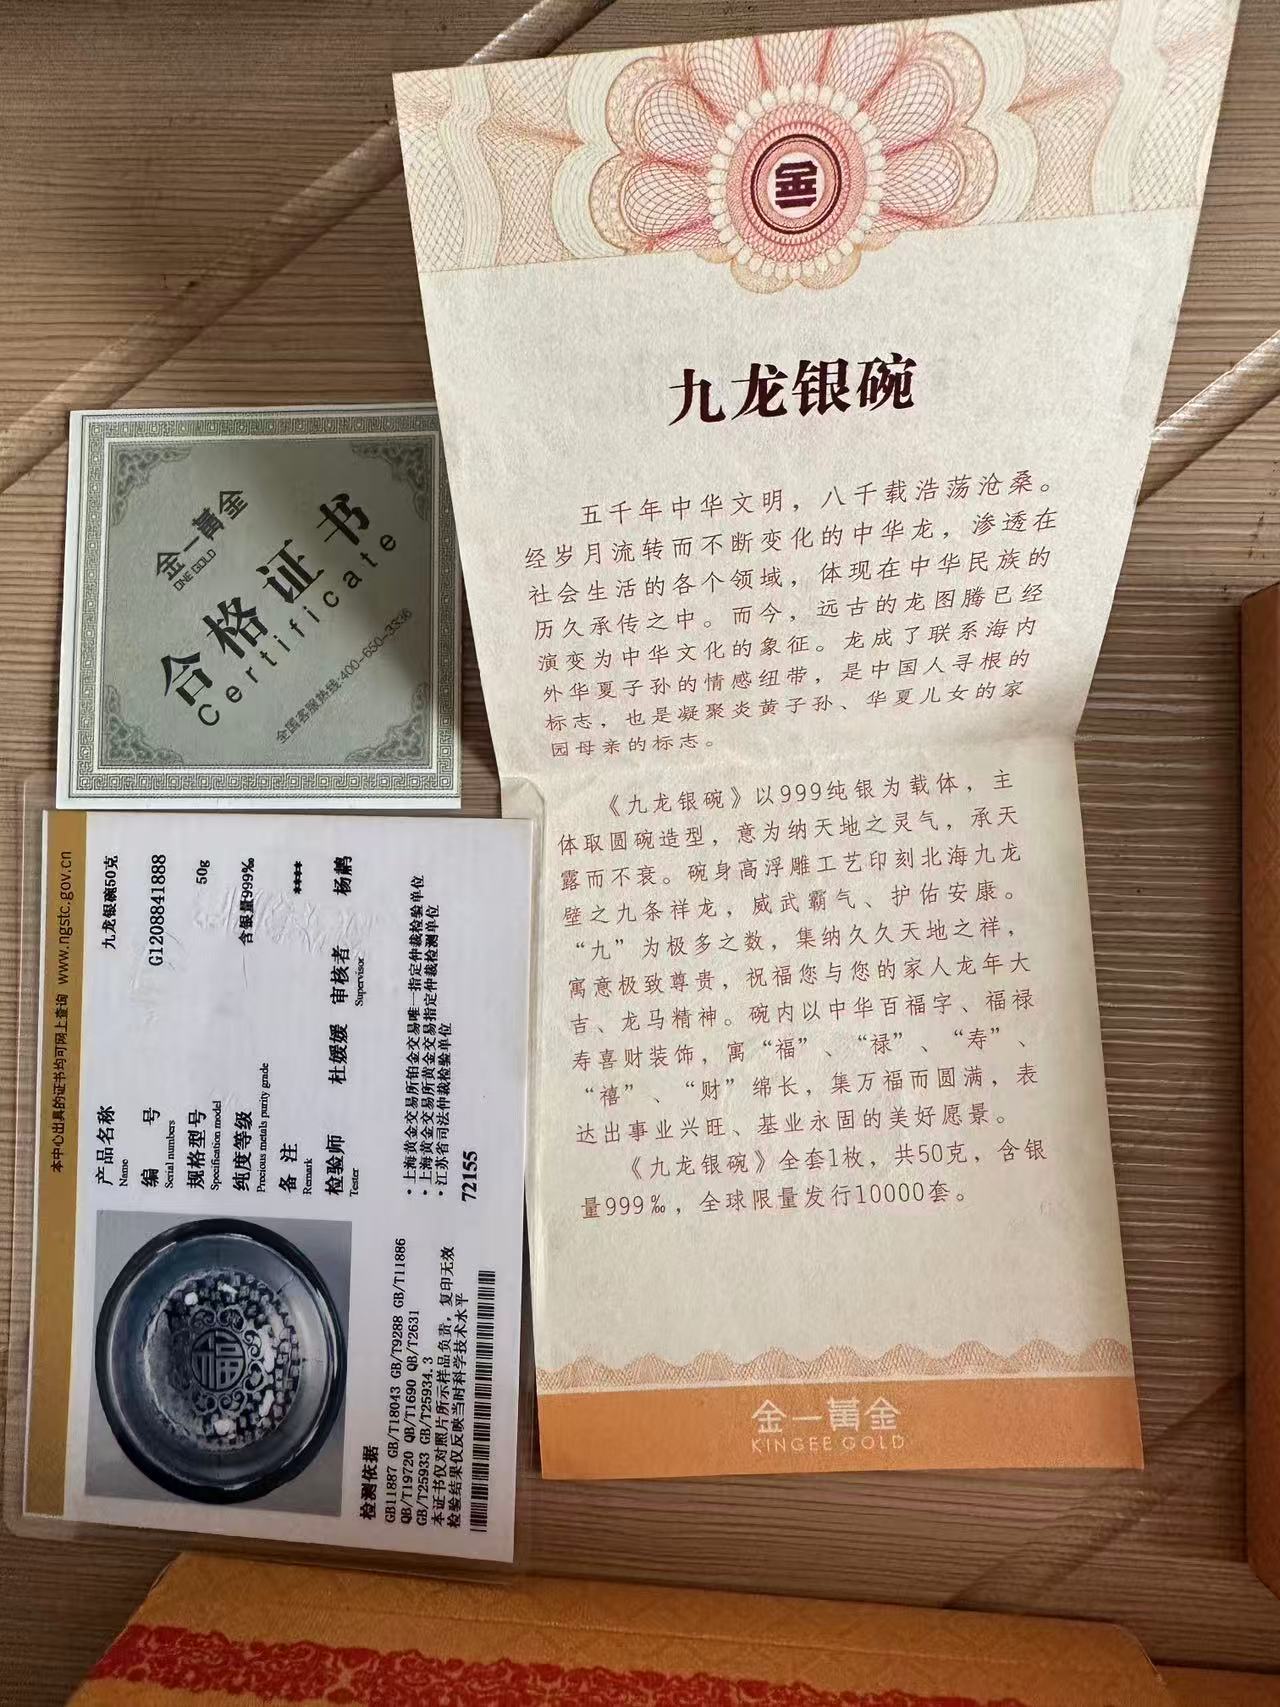 金一
九龙银碗
五千年中华文明，八千载浩荡沧桑。
经岁月流转而不断变化的中华龙，渗透在
社会生活的各个领域，体现在中华民族的
历久承传之中。而今，远古的龙图腾已经
演变为中华文化的象征。龙成了联系海内
外华夏子孙的情感纽带，是中国人寻根的
标志，也是凝聚炎黄子孙、华夏儿女的家
园母亲的标志。
《九龙银碗》以999纯银为载体，主
体取圆碗造型，意为纳天地之灵气，承天
露而不衰。碗身高浮雕工艺印刻北海九龙
壁之九条祥龙，威武霸气、护佑安康。
“九”为极多之数，集纳久久天地之祥，
寓意极致尊贵，祝福您与您的家人龙年大
吉、龙马精神。碗内以中华百福字、福禄
寿喜财装饰，寓“福”、“禄”、“寿”、
“禧”、“财”绵长，集万福而圆满，表
达出事业兴旺、基业永固的美好愿景。
《九龙银碗》全套1枚，共50克，含银
量999‰，全球限量发行10000套。
金一黃金
KINGEE GOLD
金一黃金
ONE GOLD
合格证书
Certificate
全国客服热线:400-650-3336
本中心出具的证书均可网上查询 www.ngstc.gov.cn
产品名称 九龙银碗50克
Name
编 号 G1208841888
Serial numbers
规格型号 50g
Specification model
纯度等级 含银量999‰
Precious metals purity grade
备 注 ****
Remark
检验师 杜媛媛 审核者 杨鹇
Tester Supervisor
·上海黄金交易所铂金交易唯一指定仲裁检验单位
·上海黄金交易所黄金交易指定仲裁检测单位
·江苏省司法仲裁检验单位
72155
福
检测依据
GB11887 GB/T18043 GB/T9288 GB/T11886
QB/T19720 QB/T1690 QB/T2631
GB/T25933 GB/T25934.3
本证书仅对照片所示样品负责，复印无效
检验结果仅反映当时科学技术水平